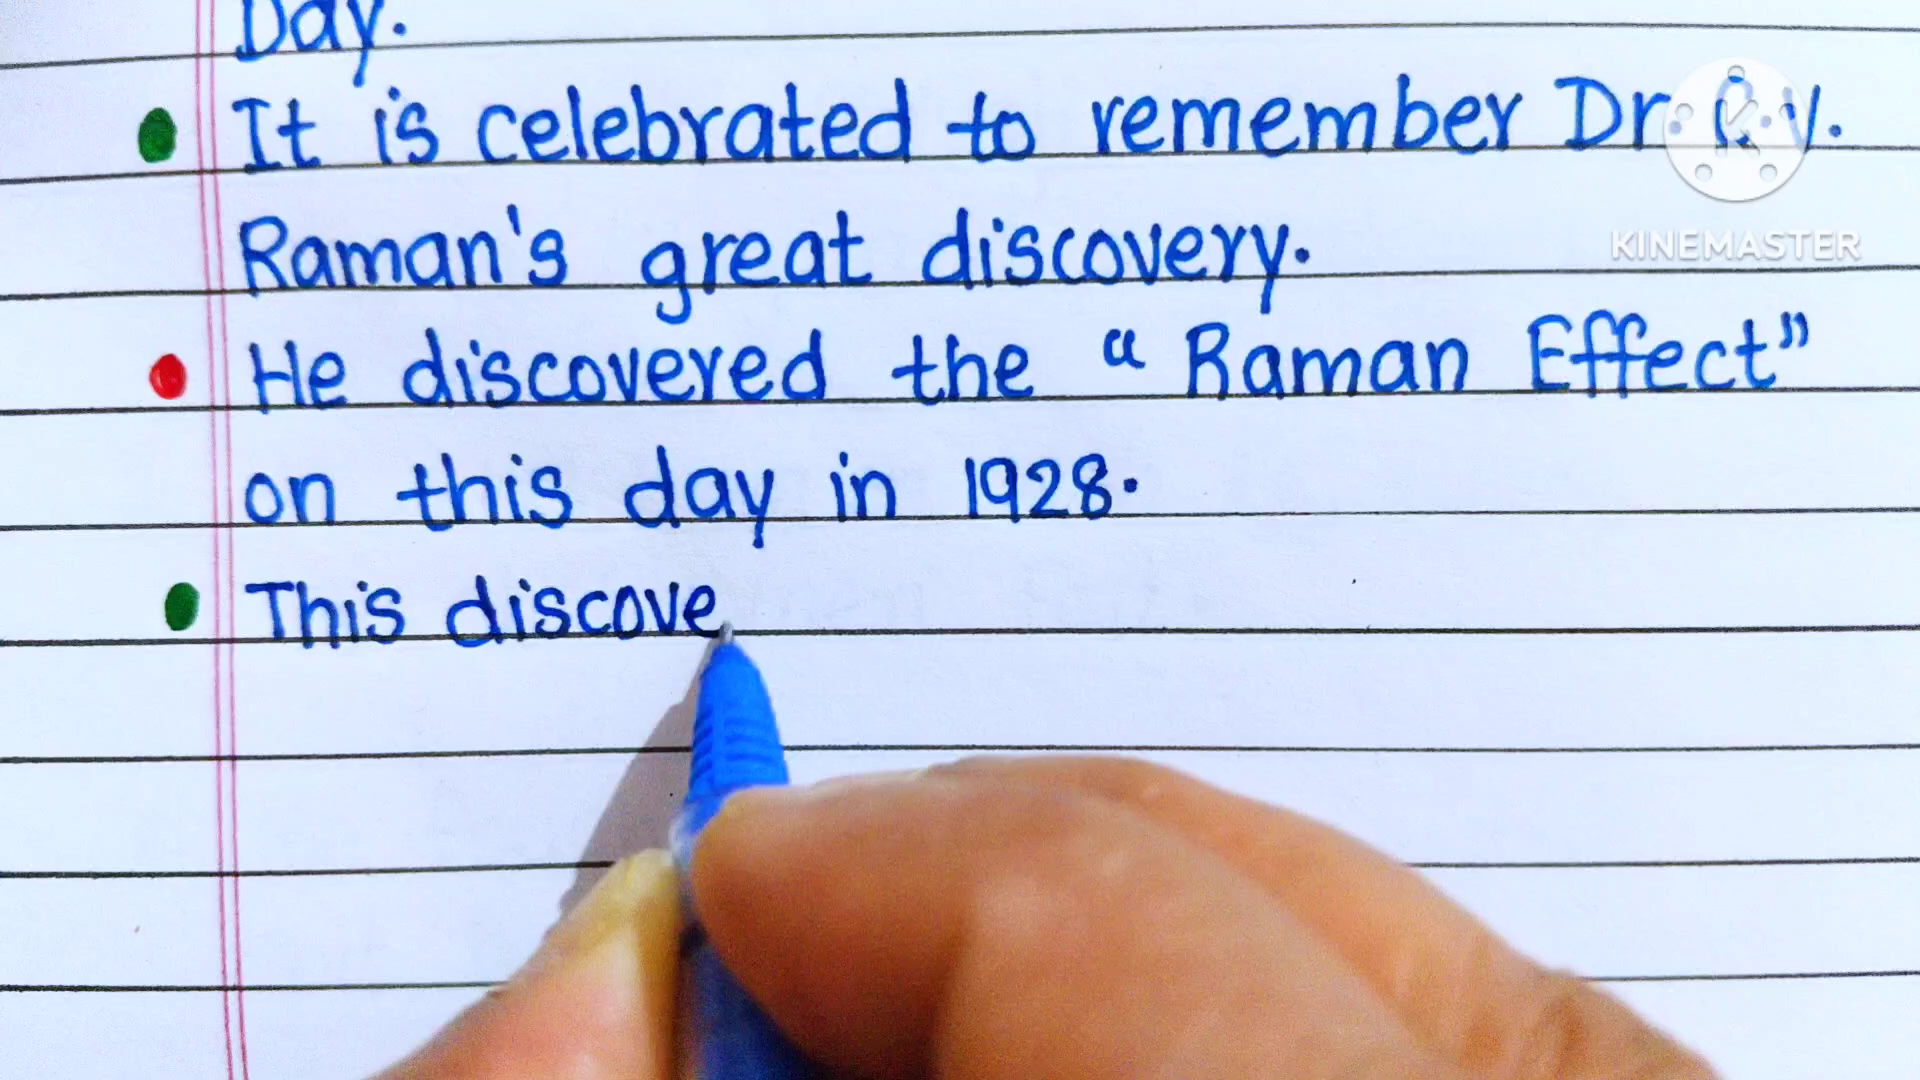 Day.
It is celebrated to remember Dr. C.V.
Raman's great discovery.
He discovered the "Raman Effect"
on this day in 1928.
This discove
KINEMASTER